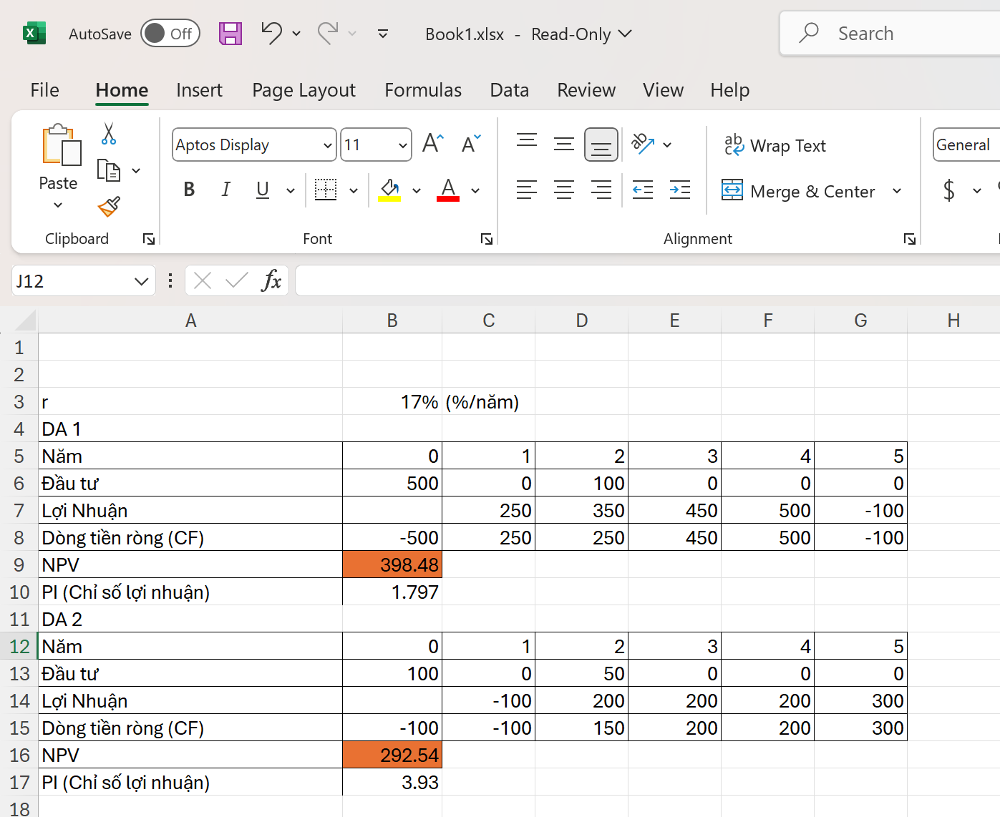 AutoSave Off Book1.xlsx - Read-Only Search
File Home Insert Page Layout Formulas Data Review View Help
Aptos Display 11 Wrap Text General
Paste B I U A Merge & Center $
Clipboard Font Alignment
J12 fx
A B C D E F G H
1
2
3 r 17% (%/năm)
4 DA 1
5 Năm 0 1 2 3 4 5
6 Đầu tư 500 0 100 0 0 0
7 Lợi Nhuận 250 350 450 500 -100
8 Dòng tiền ròng (CF) -500 250 250 450 500 -100
9 NPV 398.48
10 PI (Chỉ số lợi nhuận) 1.797
11 DA 2
12 Năm 0 1 2 3 4 5
13 Đầu tư 100 0 50 0 0 0
14 Lợi Nhuận -100 200 200 200 300
15 Dòng tiền ròng (CF) -100 -100 150 200 200 300
16 NPV 292.54
17 PI (Chỉ số lợi nhuận) 3.93
18